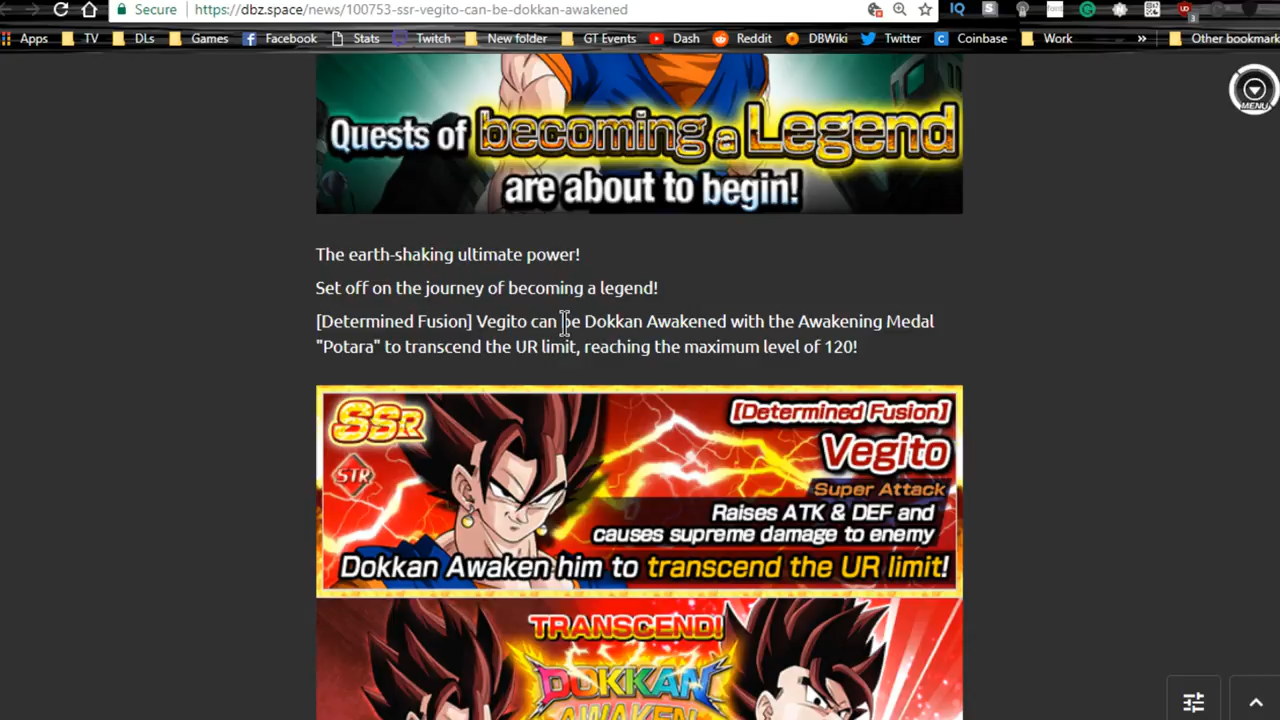 Secure https://dbz.space/news/100753-ssr-vegito-can-be-dokkan-awakened
IQ S UD 3
Apps TV DLs Games Facebook Stats Twitch New folder GT Events Dash Reddit DBWiki Twitter Coinbase Work » Other bookmark
MENU
Quests of becoming a Legend
are about to begin!
The earth-shaking ultimate power!
Set off on the journey of becoming a legend!
[Determined Fusion] Vegito can be Dokkan Awakened with the Awakening Medal
"Potara" to transcend the UR limit, reaching the maximum level of 120!
SSR
[Determined Fusion]
Vegito
STR
Super Attack
Raises ATK & DEF and
causes supreme damage to enemy
Dokkan Awaken him to transcend the UR limit!
TRANSCEND!
DOKKAN
AWAKEN